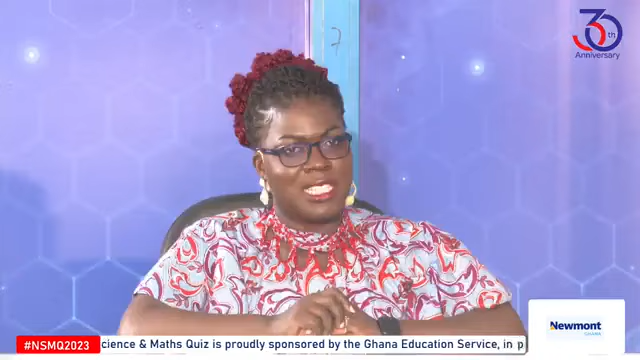 30th
Anniversary
Newmont
GHANA
#NSMQ2023
cience & Maths Quiz is proudly sponsored by the Ghana Education Service, in p